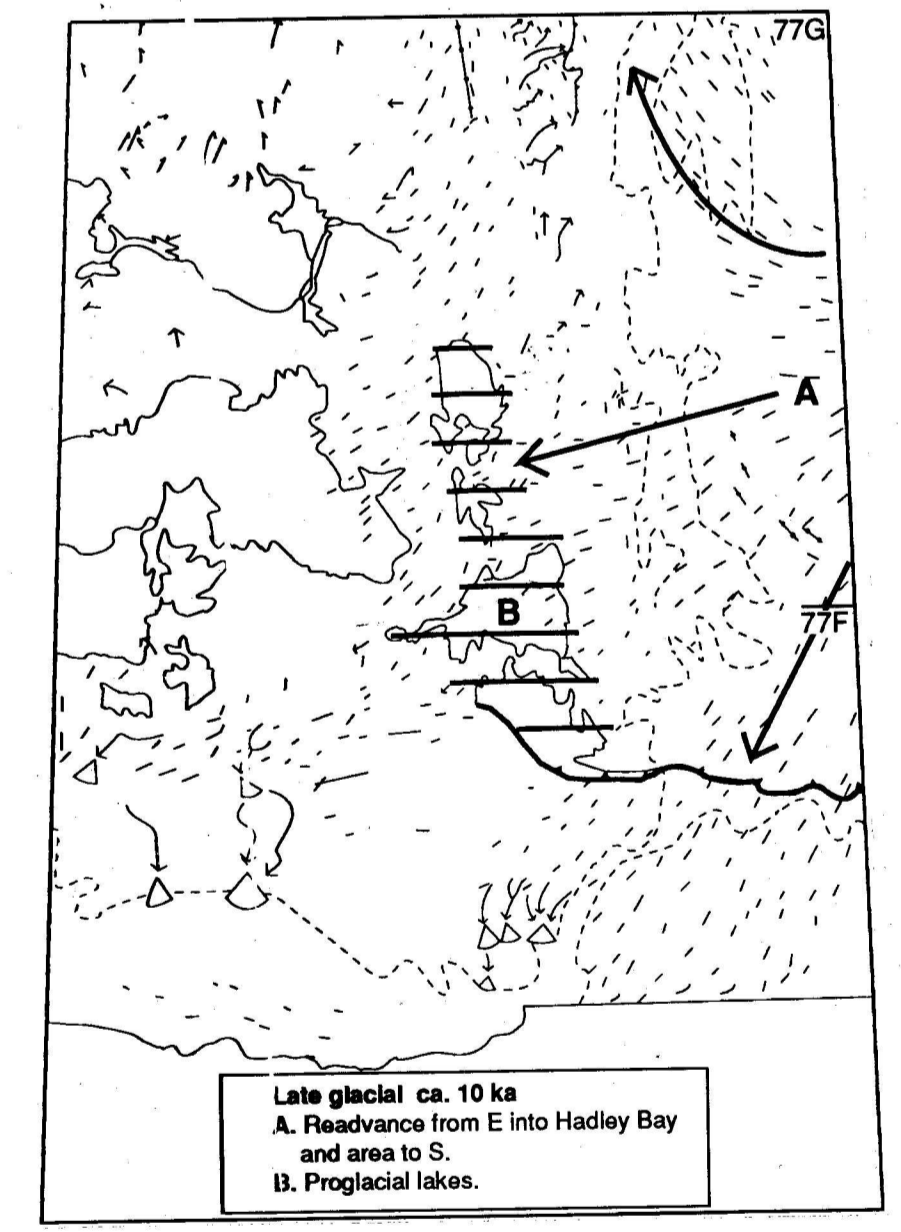 77G
A
B
77F
Late glacial ca. 10 ka
A. Readvance from E into Hadley Bay
and area to S.
B. Proglacial lakes.